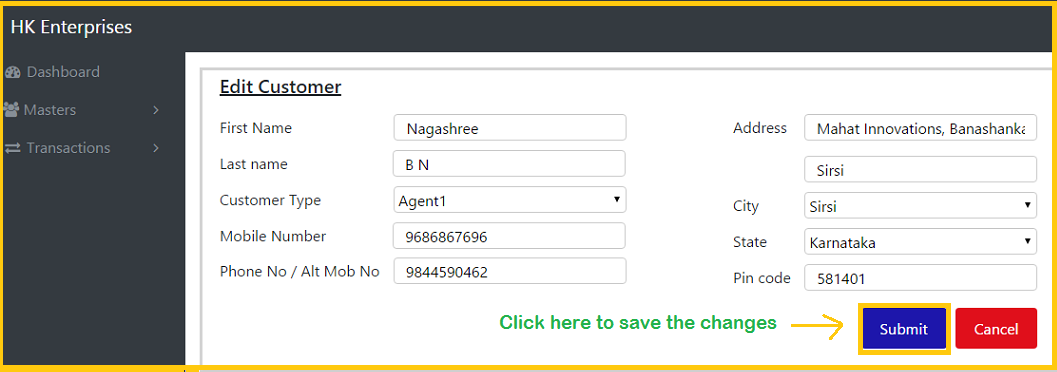 HK Enterprises
Dashboard
Masters
Transactions
Edit Customer
First Name Nagashree
Last name B N
Customer Type Agent1
Mobile Number 9686867696
Phone No / Alt Mob No 9844590462
Address Mahat Innovations, Banashanka
Sirsi
City Sirsi
State Karnataka
Pin code 581401
Click here to save the changes Submit Cancel